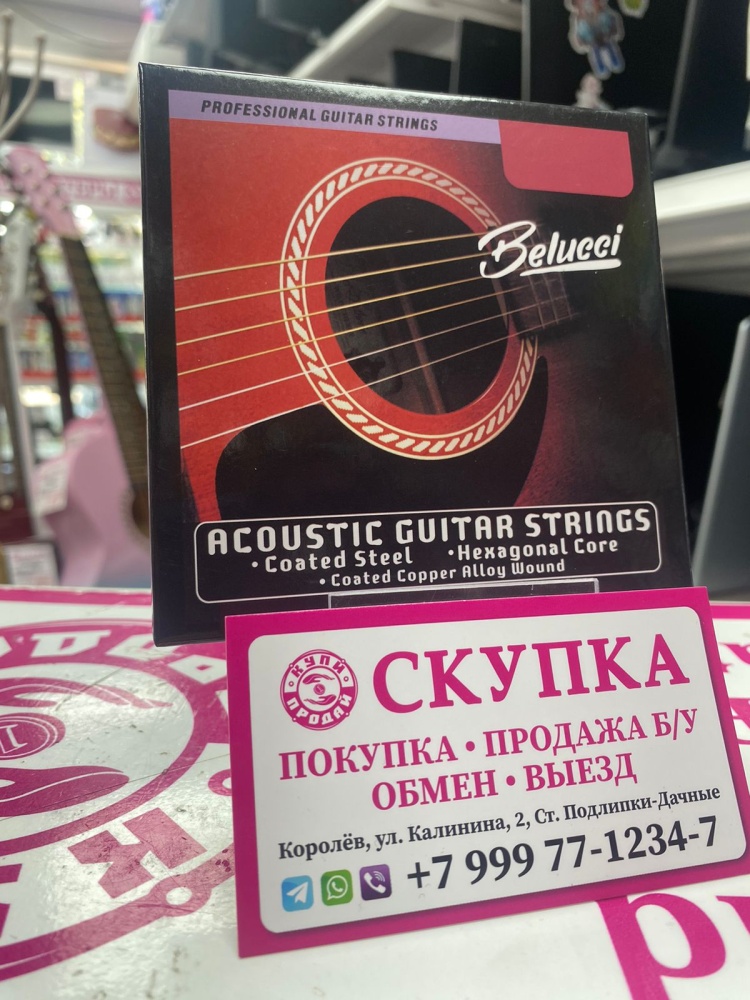 PROFESSIONAL GUITAR STRINGS
Belucci
ACOUSTIC GUITAR STRINGS
• Coated Steel • Hexagonal Core
• Coated Copper Alloy Wound
КУПИ
ПРОДАЙ
СКУПКА
ПОКУПКА • ПРОДАЖА Б/У
ОБМЕН • ВЫЕЗД
Королёв, ул. Калинина, 2, Ст. Подлипки-Дачные
+7 999 77-1234-7